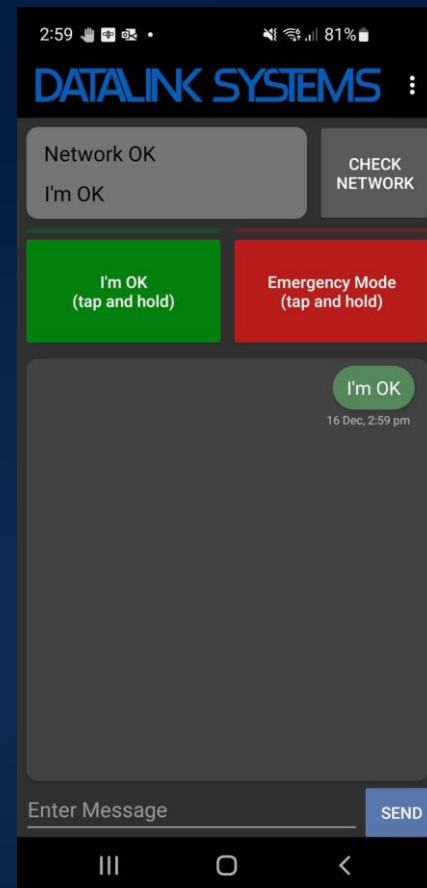 2:59
81%
DATALINK SYSTEMS
Network OK
I'm OK
CHECK
NETWORK
I'm OK
(tap and hold)
Emergency Mode
(tap and hold)
I'm OK
16 Dec, 2:59 pm
Enter Message
SEND